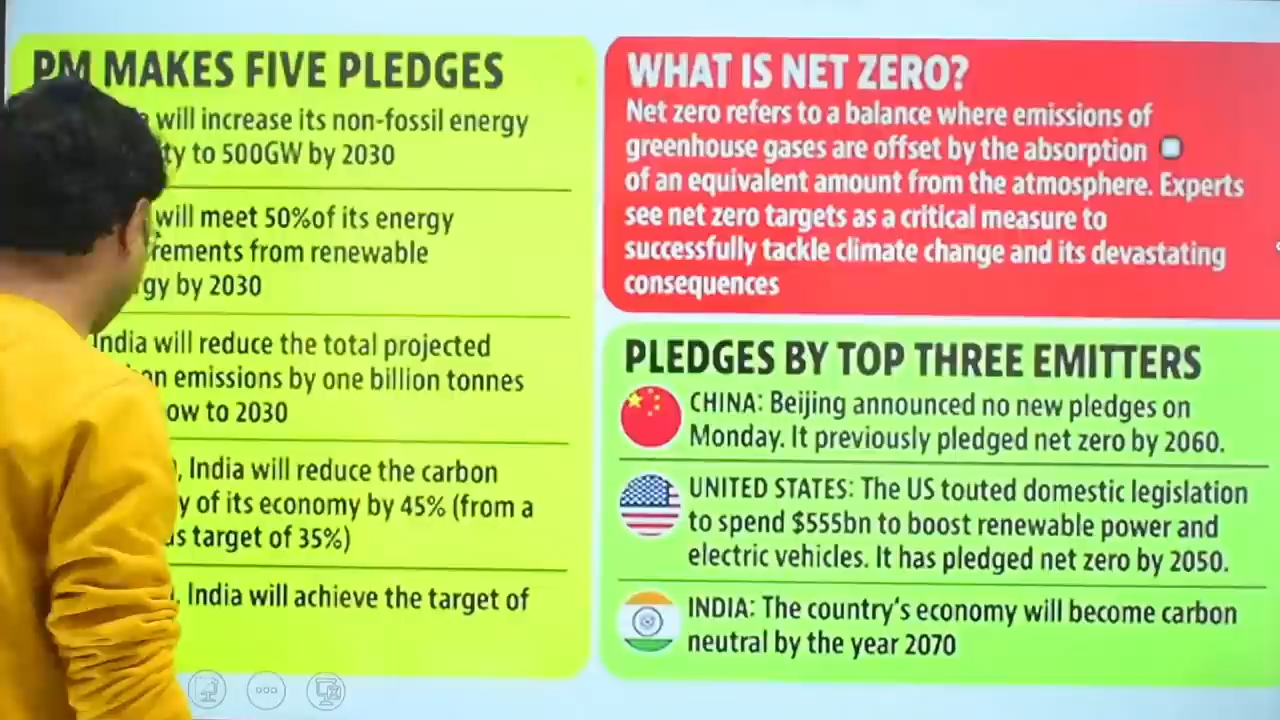 PM MAKES FIVE PLEDGES
will increase its non-fossil energy
ty to 500GW by 2030
will meet 50%of its energy
rements from renewable
gy by 2030
India will reduce the total projected
on emissions by one billion tonnes
ow to 2030
, India will reduce the carbon
y of its economy by 45% (from a
us target of 35%)
, India will achieve the target of
WHAT IS NET ZERO?
Net zero refers to a balance where emissions of
greenhouse gases are offset by the absorption
of an equivalent amount from the atmosphere. Experts
see net zero targets as a critical measure to
successfully tackle climate change and its devastating
consequences
PLEDGES BY TOP THREE EMITTERS
CHINA: Beijing announced no new pledges on
Monday. It previously pledged net zero by 2060.
UNITED STATES: The US touted domestic legislation
to spend $555bn to boost renewable power and
electric vehicles. It has pledged net zero by 2050.
INDIA: The country's economy will become carbon
neutral by the year 2070